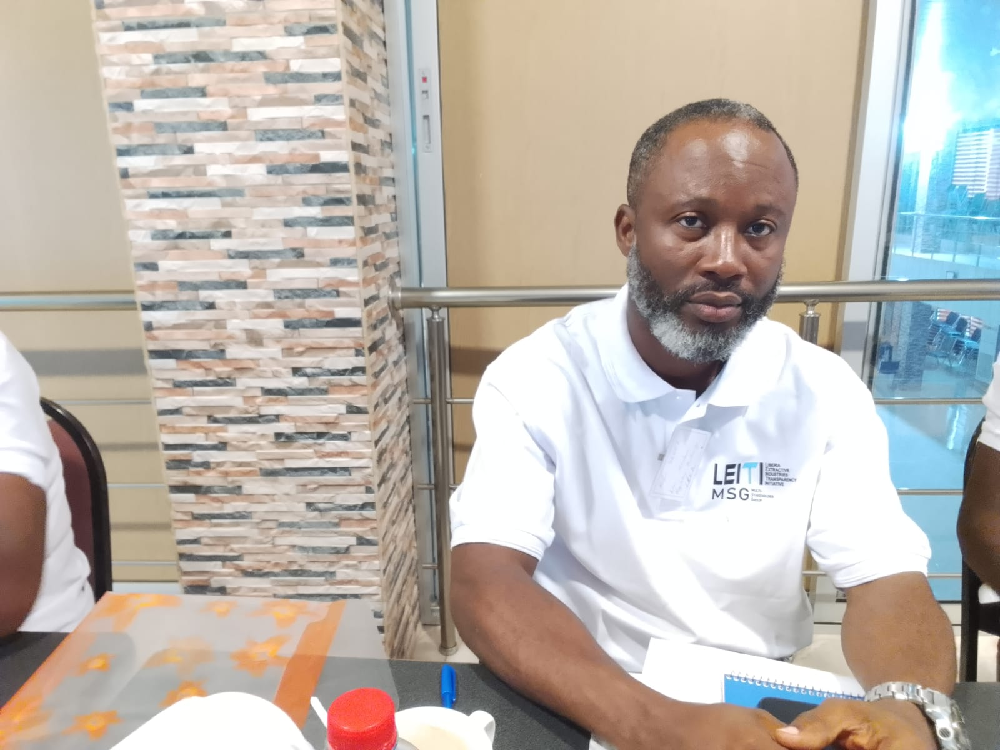 LEITI
LIBERIA
EXTRACTIVE
INDUSTRIES
TRANSPARENCY
INITIATIVE
MSG
MULTI-
STAKEHOLDER
GROUP